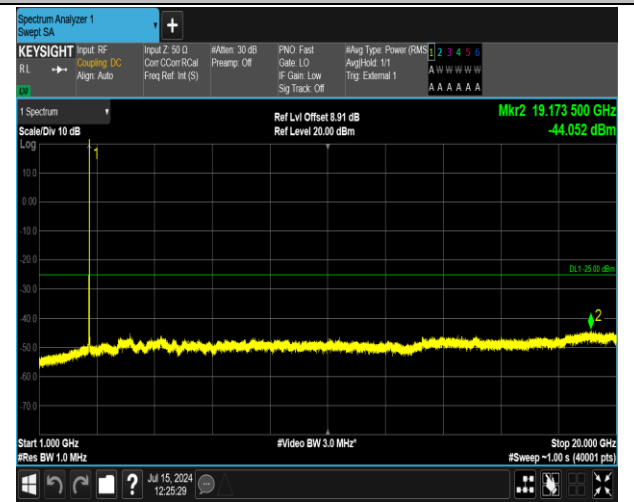 Spectrum Analyzer 1
Swept SA
KEYSIGHT
RL
Input: RF
Coupling: DC
Align: Auto
Input Z: 50 Ω
Corr CCorr RCal
Freq Ref: Int (S)
#Atten: 30 dB
Preamp: Off
PNO: Fast
Gate: LO
IF Gain: Low
Sig Track: Off
#Avg Type: Power (RMS
Avg|Hold: 1/1
Trig: External 1
1 2 3 4 5 6
A W W W W W
A A A A A A
1 Spectrum
Scale/Div 10 dB
Ref Lvl Offset 8.91 dB
Ref Level 20.00 dBm
Mkr2 19.173 500 GHz
-44.052 dBm
Log
1
10.0
0.00
-10.0
-20.0
DL1 -25.00 dBm
-30.0
-40.0
2
-50.0
-60.0
-70.0
Start 1.000 GHz
#Video BW 3.0 MHz*
Stop 20.000 GHz
#Res BW 1.0 MHz
#Sweep ~1.00 s (40001 pts)
Jul 15, 2024
12:25:29